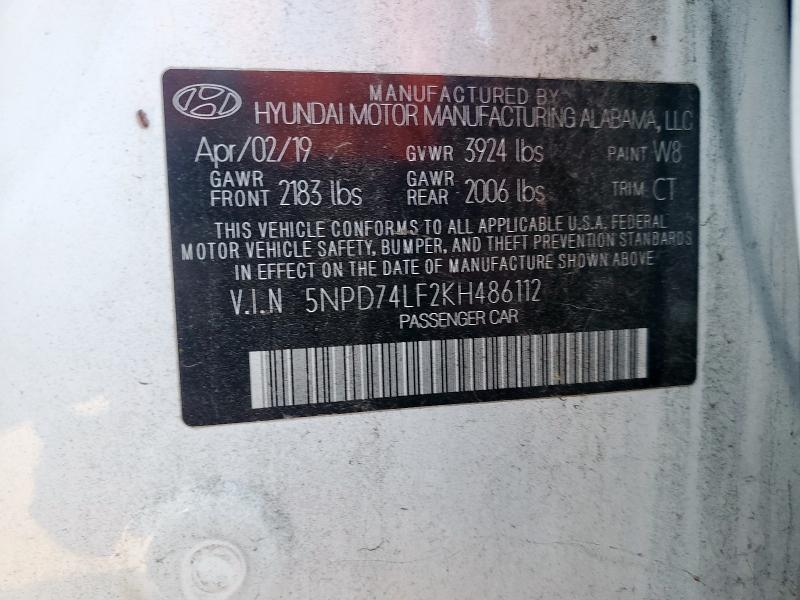 MANUFACTURED BY
HYUNDAI MOTOR MANUFACTURING ALABAMA, LLC
Apr/02/19 GVWR 3924 lbs PAINT W8
GAWR FRONT 2183 lbs GAWR REAR 2006 lbs TRIM CT
THIS VEHICLE CONFORMS TO ALL APPLICABLE U.S.A. FEDERAL
MOTOR VEHICLE SAFETY, BUMPER, AND THEFT PREVENTION STANDARDS
IN EFFECT ON THE DATE OF MANUFACTURE SHOWN ABOVE
V.I.N 5NPD74LF2KH486112
PASSENGER CAR